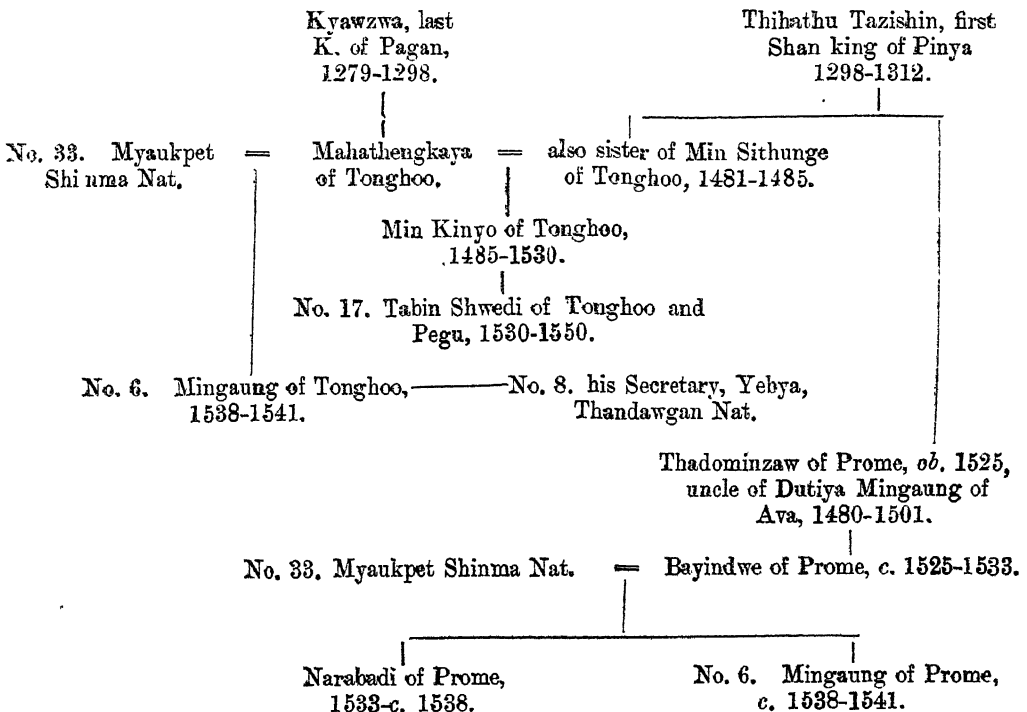 Kyawzwa, last
K. of Pagan,
1279-1298.
Thihathu Tazishin, first
Shan king of Pinya
1298-1312.
No. 33. Myaukpet
Shinma Nat.
=
Mahathengkaya
of Tonghoo,
=
also sister of Min Sithunge
of Tonghoo, 1481-1485.
Min Kinyo of Tonghoo,
1485-1530.
No. 17. Tabin Shwedi of Tonghoo and
Pegu, 1530-1550.
No. 6. Mingaung of Tonghoo,
1538-1541.
No. 8. his Secretary, Yebya,
Thandawgan Nat.
Thadominzaw of Prome, ob. 1525,
uncle of Dutiya Mingaung of
Ava, 1480-1501.
No. 33. Myaukpet Shinma Nat. = Bayindwe of Prome, c. 1525-1533.
Narabadi of Prome,
1533-c. 1538.
No. 6. Mingaung of Prome,
c. 1538-1541.